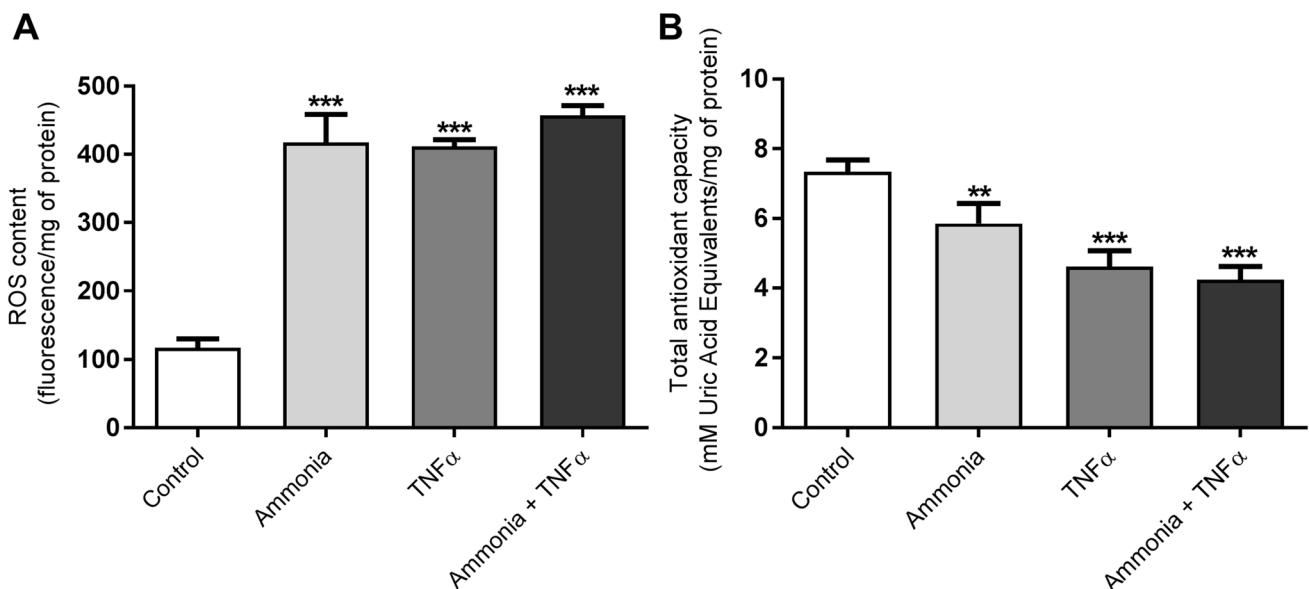 A
ROS content
(fluorescence/mg of protein)
500
400
300
200
100
0
***
***
***
Control
Ammonia
TNFα
Ammonia + TNFα
B
Total antioxidant capacity
(mM Uric Acid Equivalents/mg of protein)
10
8
6
4
2
0
**
***
***
Control
Ammonia
TNFα
Ammonia + TNFα